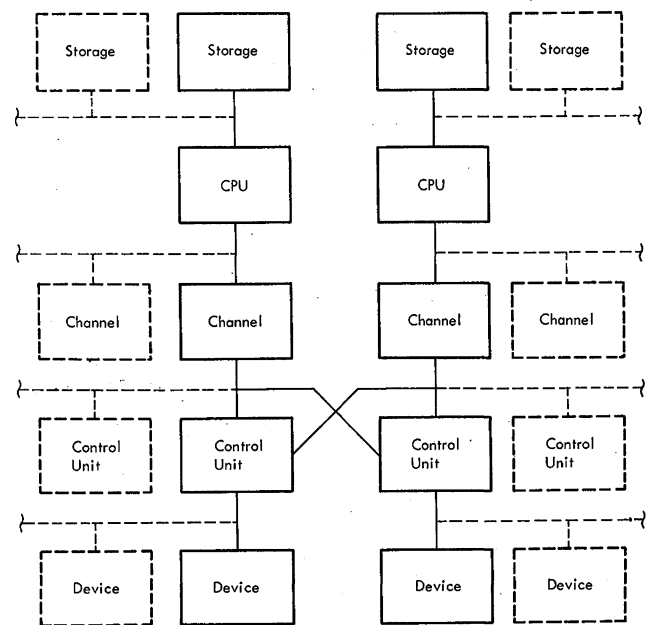 Storage
Storage
Storage
Storage
CPU
CPU
Channel
Channel
Channel
Channel
Control
Unit
Control
Unit
Control
Unit
Control
Unit
Device
Device
Device
Device